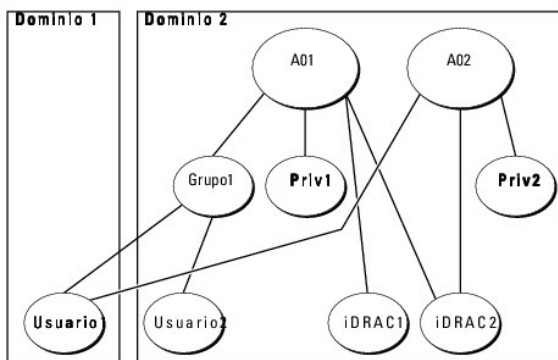 Dominio 1
Dominio 2
A01
A02
Grupo1
Priv1
Priv2
Usuario1
Usuario2
iDRAC1
iDRAC2